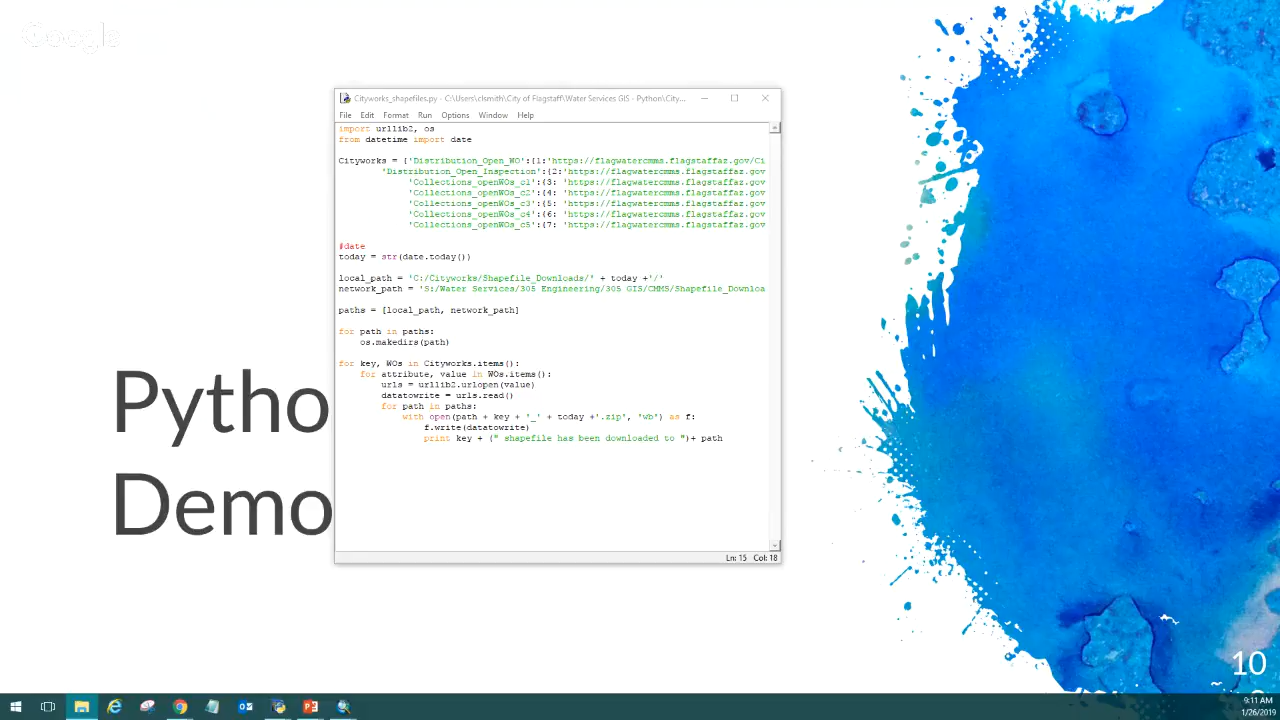 Google
Cityworks_shapefiles.py - C:\Users\clsmith\City of Flagstaff\Water Services GIS - Python\City...
File Edit Format Run Options Window Help
import urllib2, os
from datetime import date
Cityworks = {'Distribution_Open_WO':{1:'https://flagwatercmms.flagstaffaz.gov/Ci
'Distribution_Open_Inspection':{2:'https://flagwatercmms.flagstaffaz.gov
'Collections_openWOs_c1':{3: 'https://flagwatercmms.flagstaffaz.gov
'Collections_openWOs_c2':{4: 'https://flagwatercmms.flagstaffaz.gov
'Collections_openWOs_c3':{5: 'https://flagwatercmms.flagstaffaz.gov
'Collections_openWOs_c4':{6: 'https://flagwatercmms.flagstaffaz.gov
'Collections_openWOs_c5':{7: 'https://flagwatercmms.flagstaffaz.gov
#date
today = str(date.today())
local_path = 'C:/Cityworks/Shapefile_Downloads/' + today +'/'
network_path = 'S:/Water Services/305 Engineering/305 GIS/CMMS/Shapefile_Downloa
paths = [local_path, network_path]
for path in paths:
os.makedirs(path)
for key, WOs in Cityworks.items():
for attribute, value in WOs.items():
urls = urllib2.urlopen(value)
datatowrite = urls.read()
for path in paths:
with open(path + key + '_' + today +'.zip', 'wb') as f:
f.write(datatowrite)
print key + (" shapefile has been downloaded to ")+ path
Ln: 15 Col: 18
Pytho
Demo
10
9:11 AM
1/26/2019